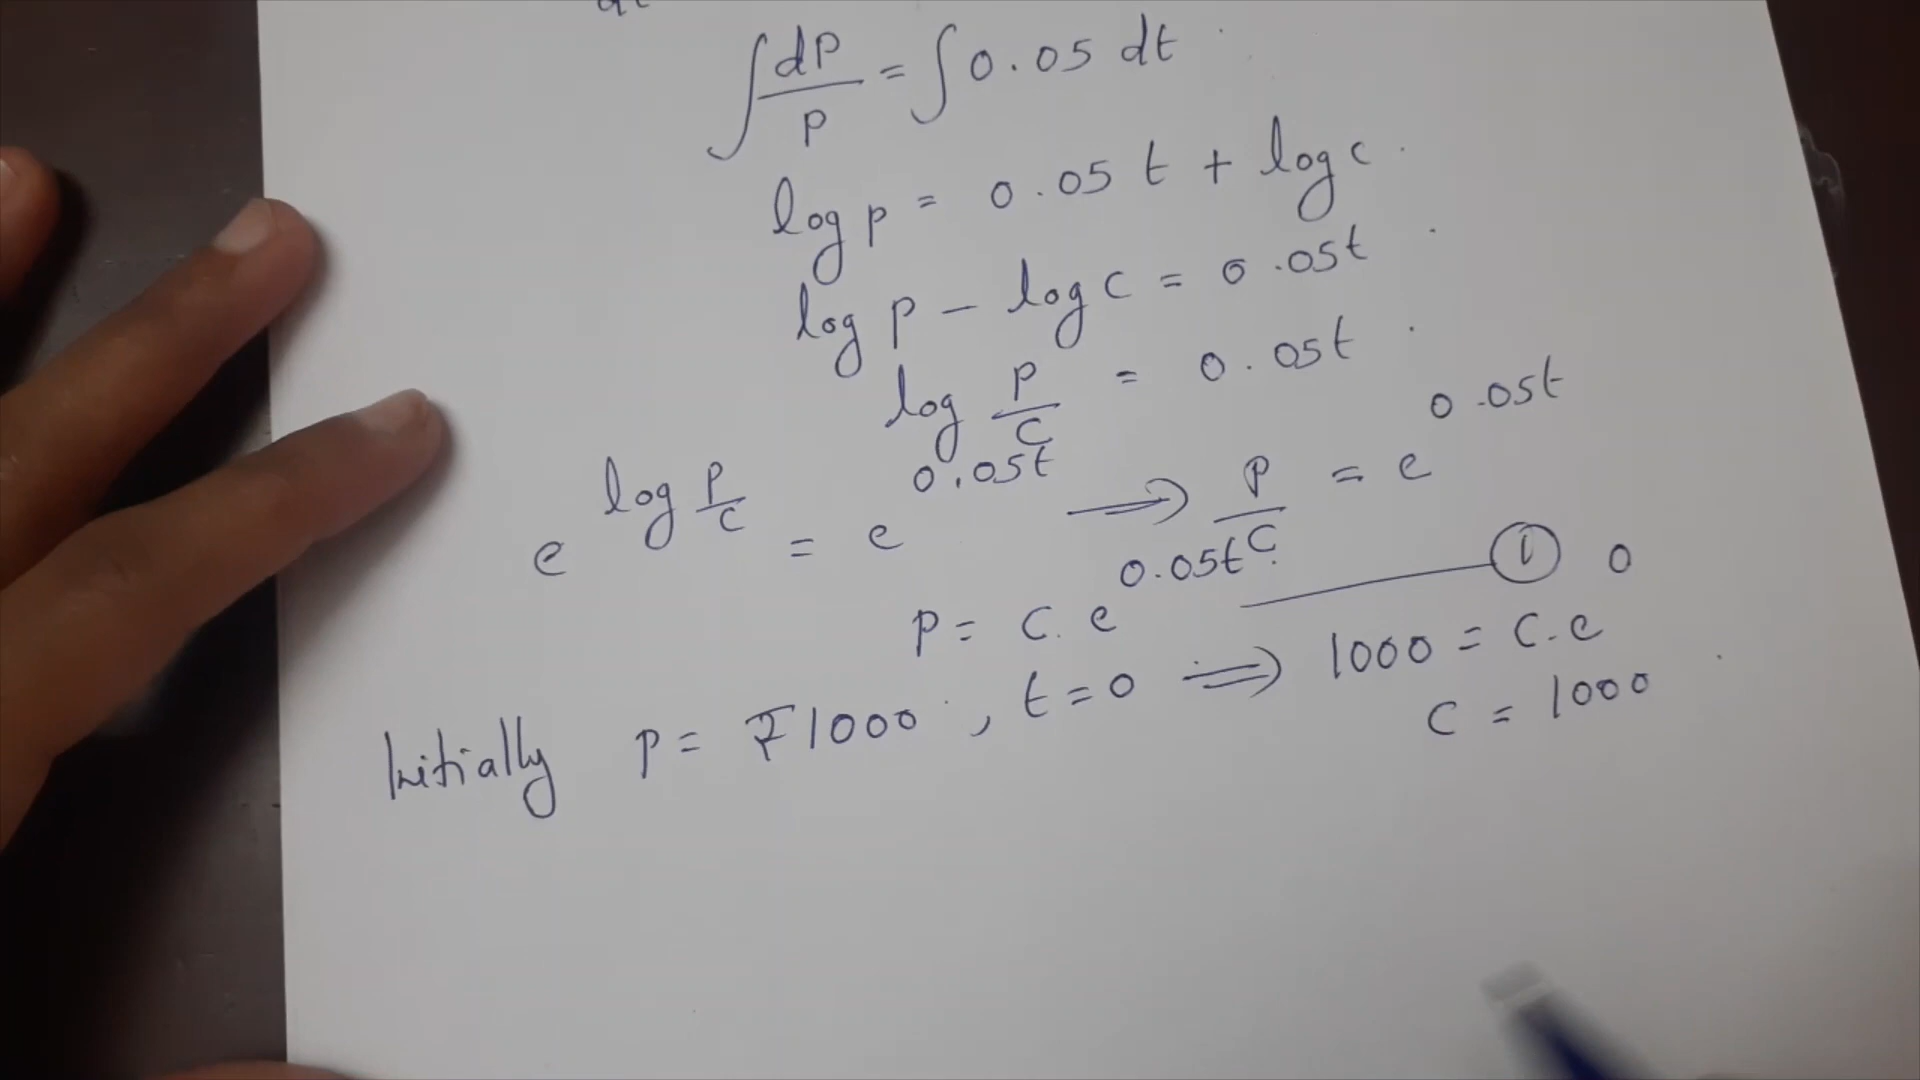 ∫ dP/P = ∫ 0.05 dt
log P = 0.05 t + log c
log P − log c = 0.05t
log P/C = 0.05t
e^(log P/C) = e^(0.05t) ⟹ P/C = e^(0.05t)
P = C. e^(0.05t) ——— ①
Initially P = ₹1000, t = 0 ⟹ 1000 = C.e^0
C = 1000